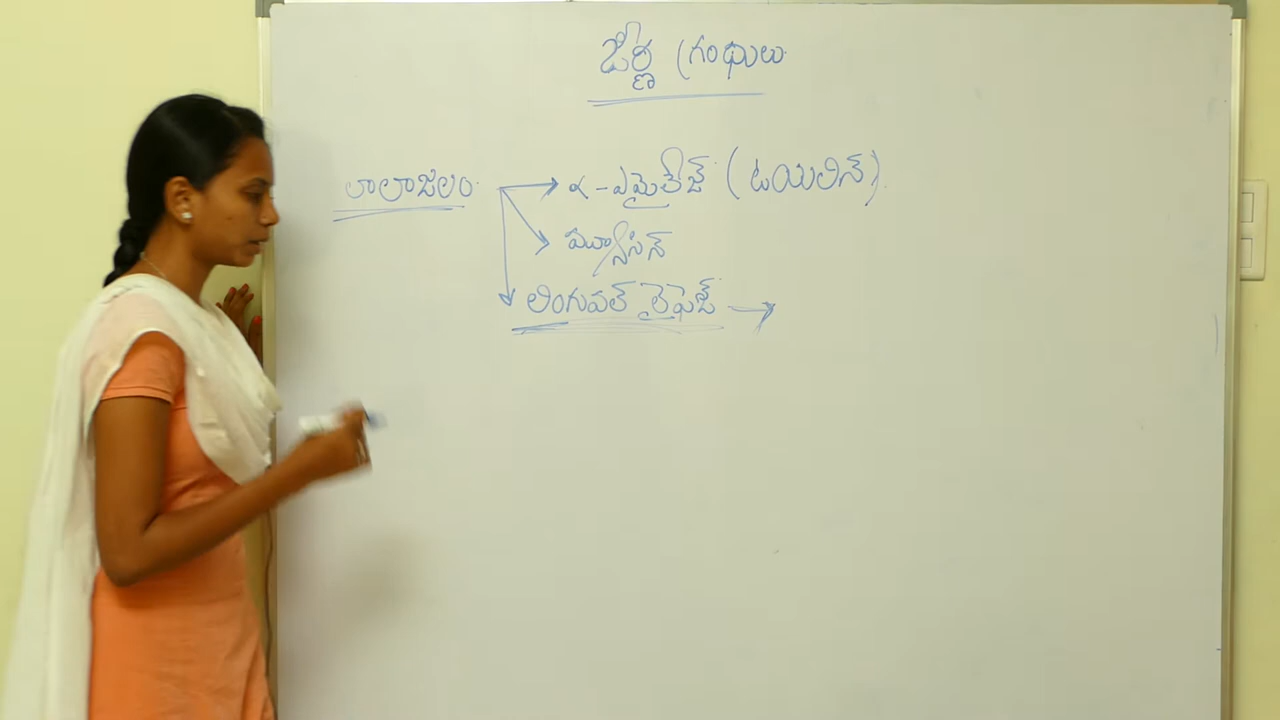 జీర్ణ గ్రంథులు
లాలాజలం → α-ఎమైలేజ్ (టయలిన్)
మ్యూసిన్
లింగువల్ లైఫేజ్ →